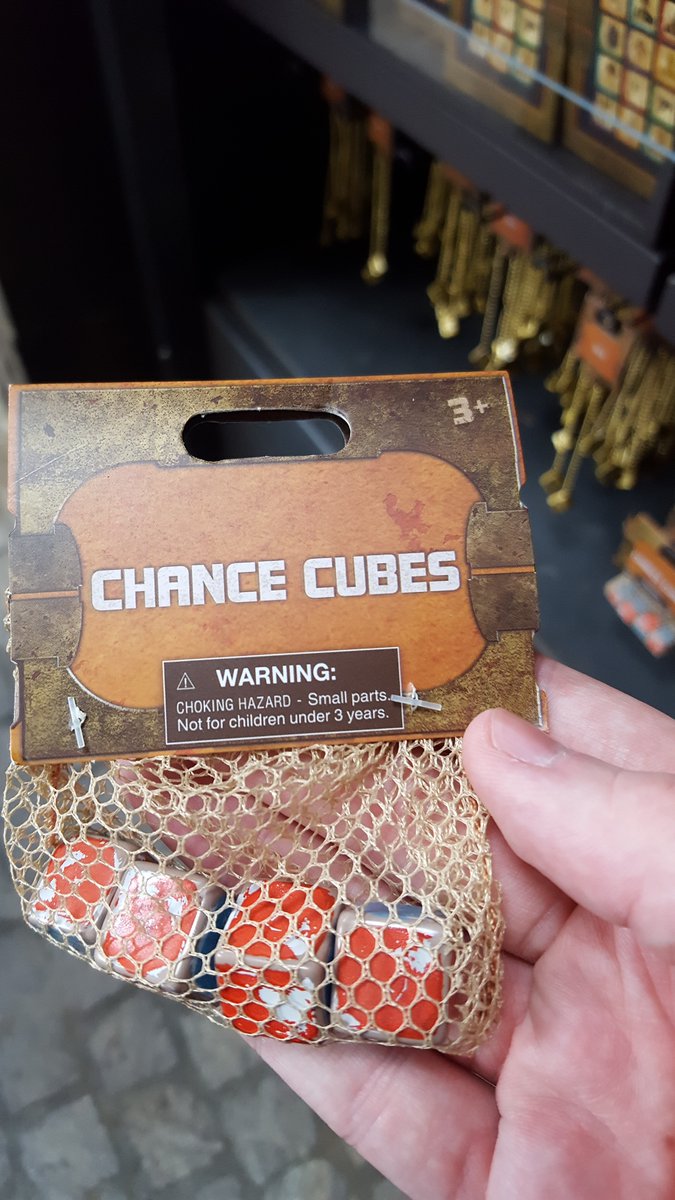 3+
CHANCE CUBES
⚠ WARNING:
CHOKING HAZARD - Small parts.
Not for children under 3 years.